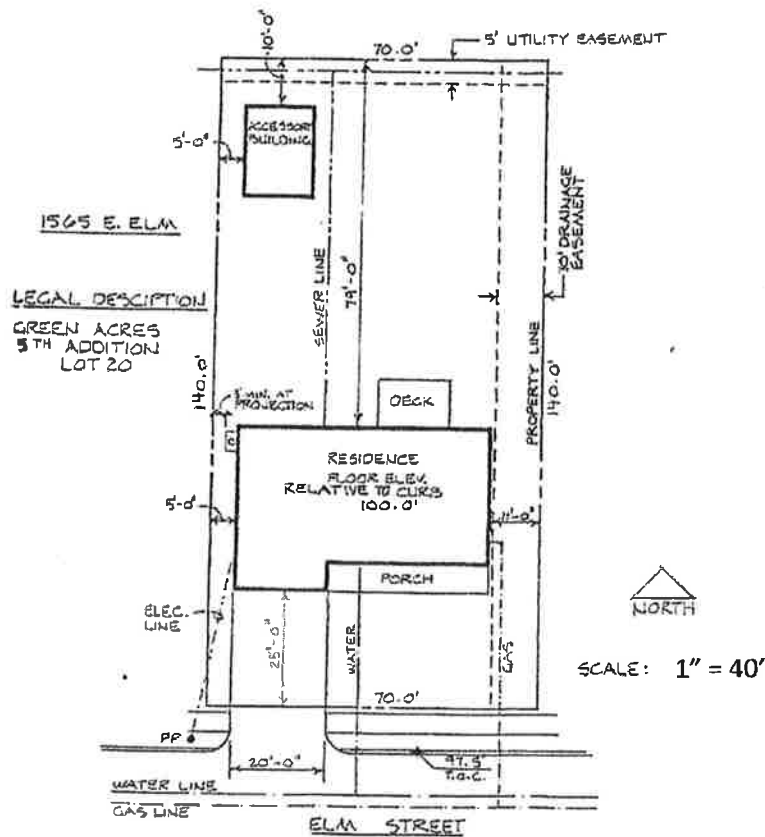 10'-0"
70.0'
5' UTILITY EASEMENT
ACCESSORY
BUILDING
5'-0"
1565 E. ELM
SEWER LINE
79'-0"
10' DRAINAGE
EASEMENT
LEGAL DESCIPTION
GREEN ACRES
5TH ADDITION
LOT 20
140.0'
MIN. AT
PROJECTION
DECK
PROPERTY LINE
140.0'
RESIDENCE
FLOOR ELEV.
RELATIVE TO CURB
100.0'
5'-0"
11'-0"
PORCH
ELEC.
LINE
25'-0"
WATER
GAS
NORTH
SCALE: 1" = 40'
70.0'
PP
20'-0"
97.5'
T.O.C.
WATER LINE
GAS LINE
ELM STREET